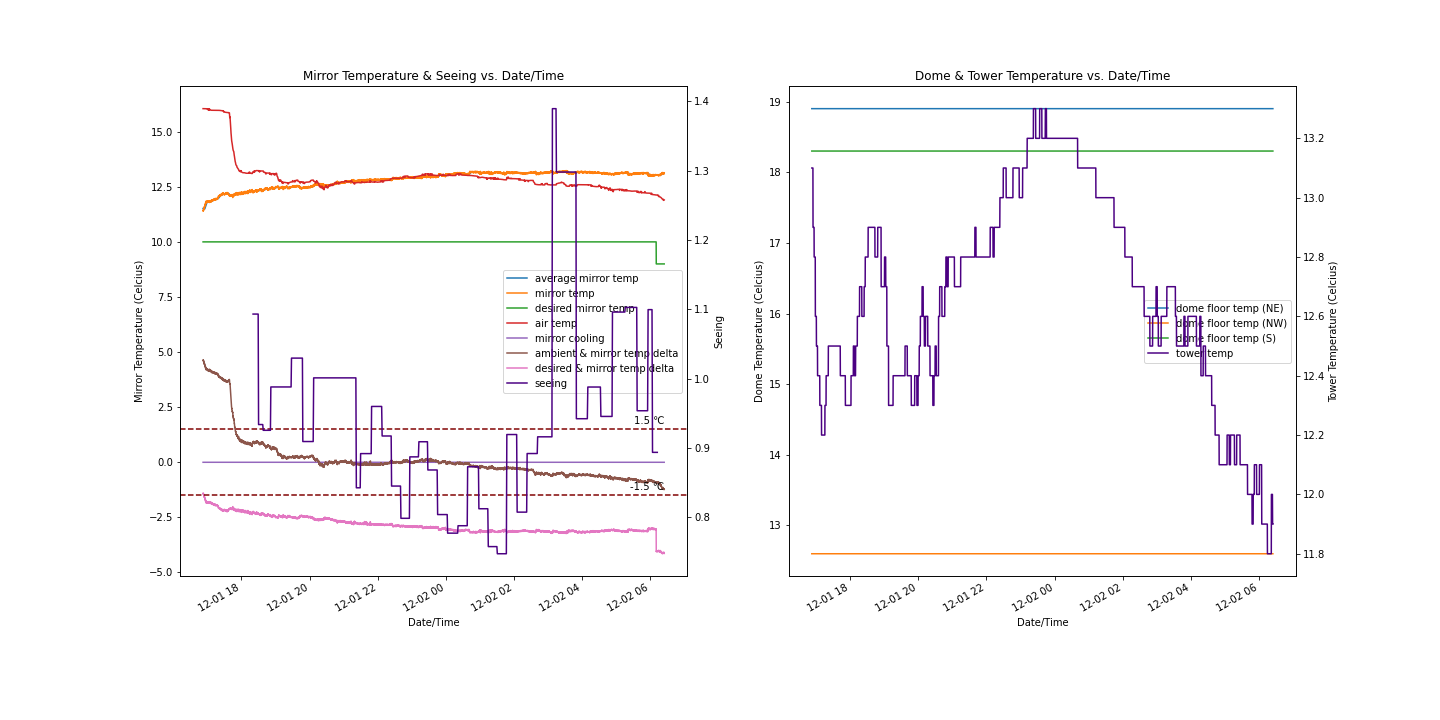 Mirror Temperature & Seeing vs. Date/Time
Mirror Temperature (Celcius)
15.0
12.5
10.0
7.5
5.0
2.5
0.0
−2.5
−5.0
1.4
1.3
1.2
1.1
1.0
0.9
0.8
Seeing
average mirror temp
mirror temp
desired mirror temp
air temp
mirror cooling
ambient & mirror temp delta
desired & mirror temp delta
seeing
1.5 °C
-1.5 °C
12-01 18
12-01 20
12-01 22
12-02 00
12-02 02
12-02 04
12-02 06
Date/Time
Dome & Tower Temperature vs. Date/Time
Dome Temperature (Celcius)
19
18
17
16
15
14
13
13.2
13.0
12.8
12.6
12.4
12.2
12.0
11.8
Tower Temperature (Celcius)
dome floor temp (NE)
dome floor temp (NW)
dome floor temp (S)
tower temp
12-01 18
12-01 20
12-01 22
12-02 00
12-02 02
12-02 04
12-02 06
Date/Time